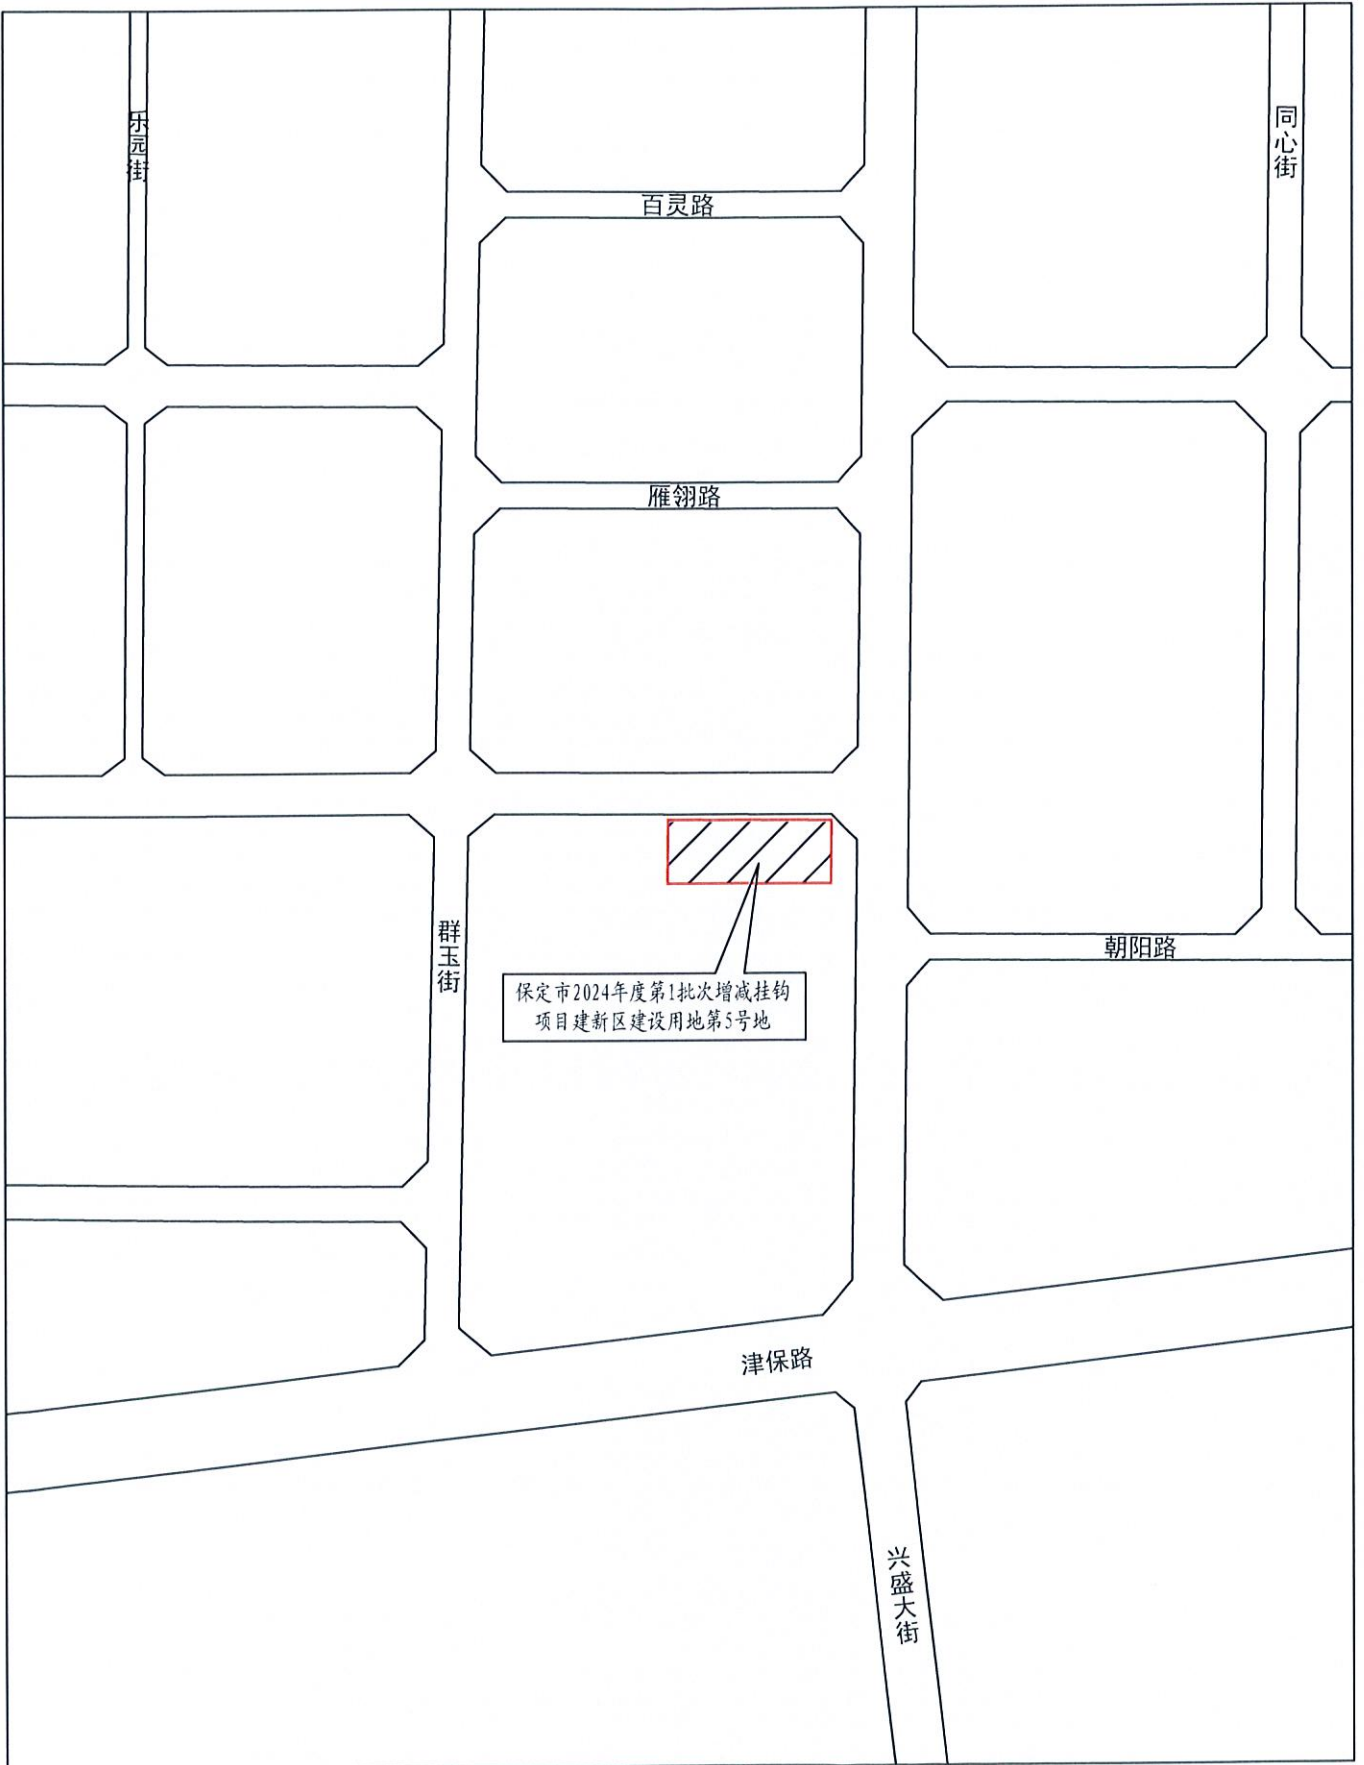 乐园街
同心街
百灵路
雁翎路
群玉街
朝阳路
保定市2024年度第1批次增减挂钩
项目建新区建设用地第5号地
津保路
兴盛大街